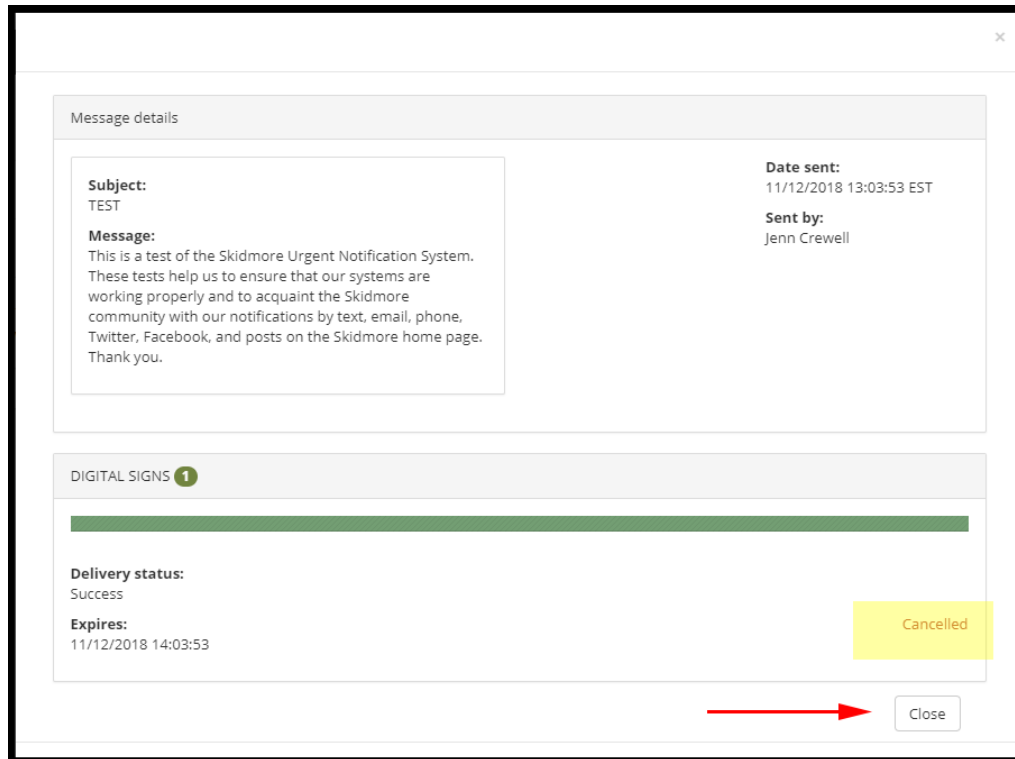 ×
Message details
Subject:
TEST
Message:
This is a test of the Skidmore Urgent Notification System.
These tests help us to ensure that our systems are
working properly and to acquaint the Skidmore
community with our notifications by text, email, phone,
Twitter, Facebook, and posts on the Skidmore home page.
Thank you.
Date sent:
11/12/2018 13:03:53 EST
Sent by:
Jenn Crewell
DIGITAL SIGNS 1
Delivery status:
Success
Expires:
11/12/2018 14:03:53
Cancelled
Close